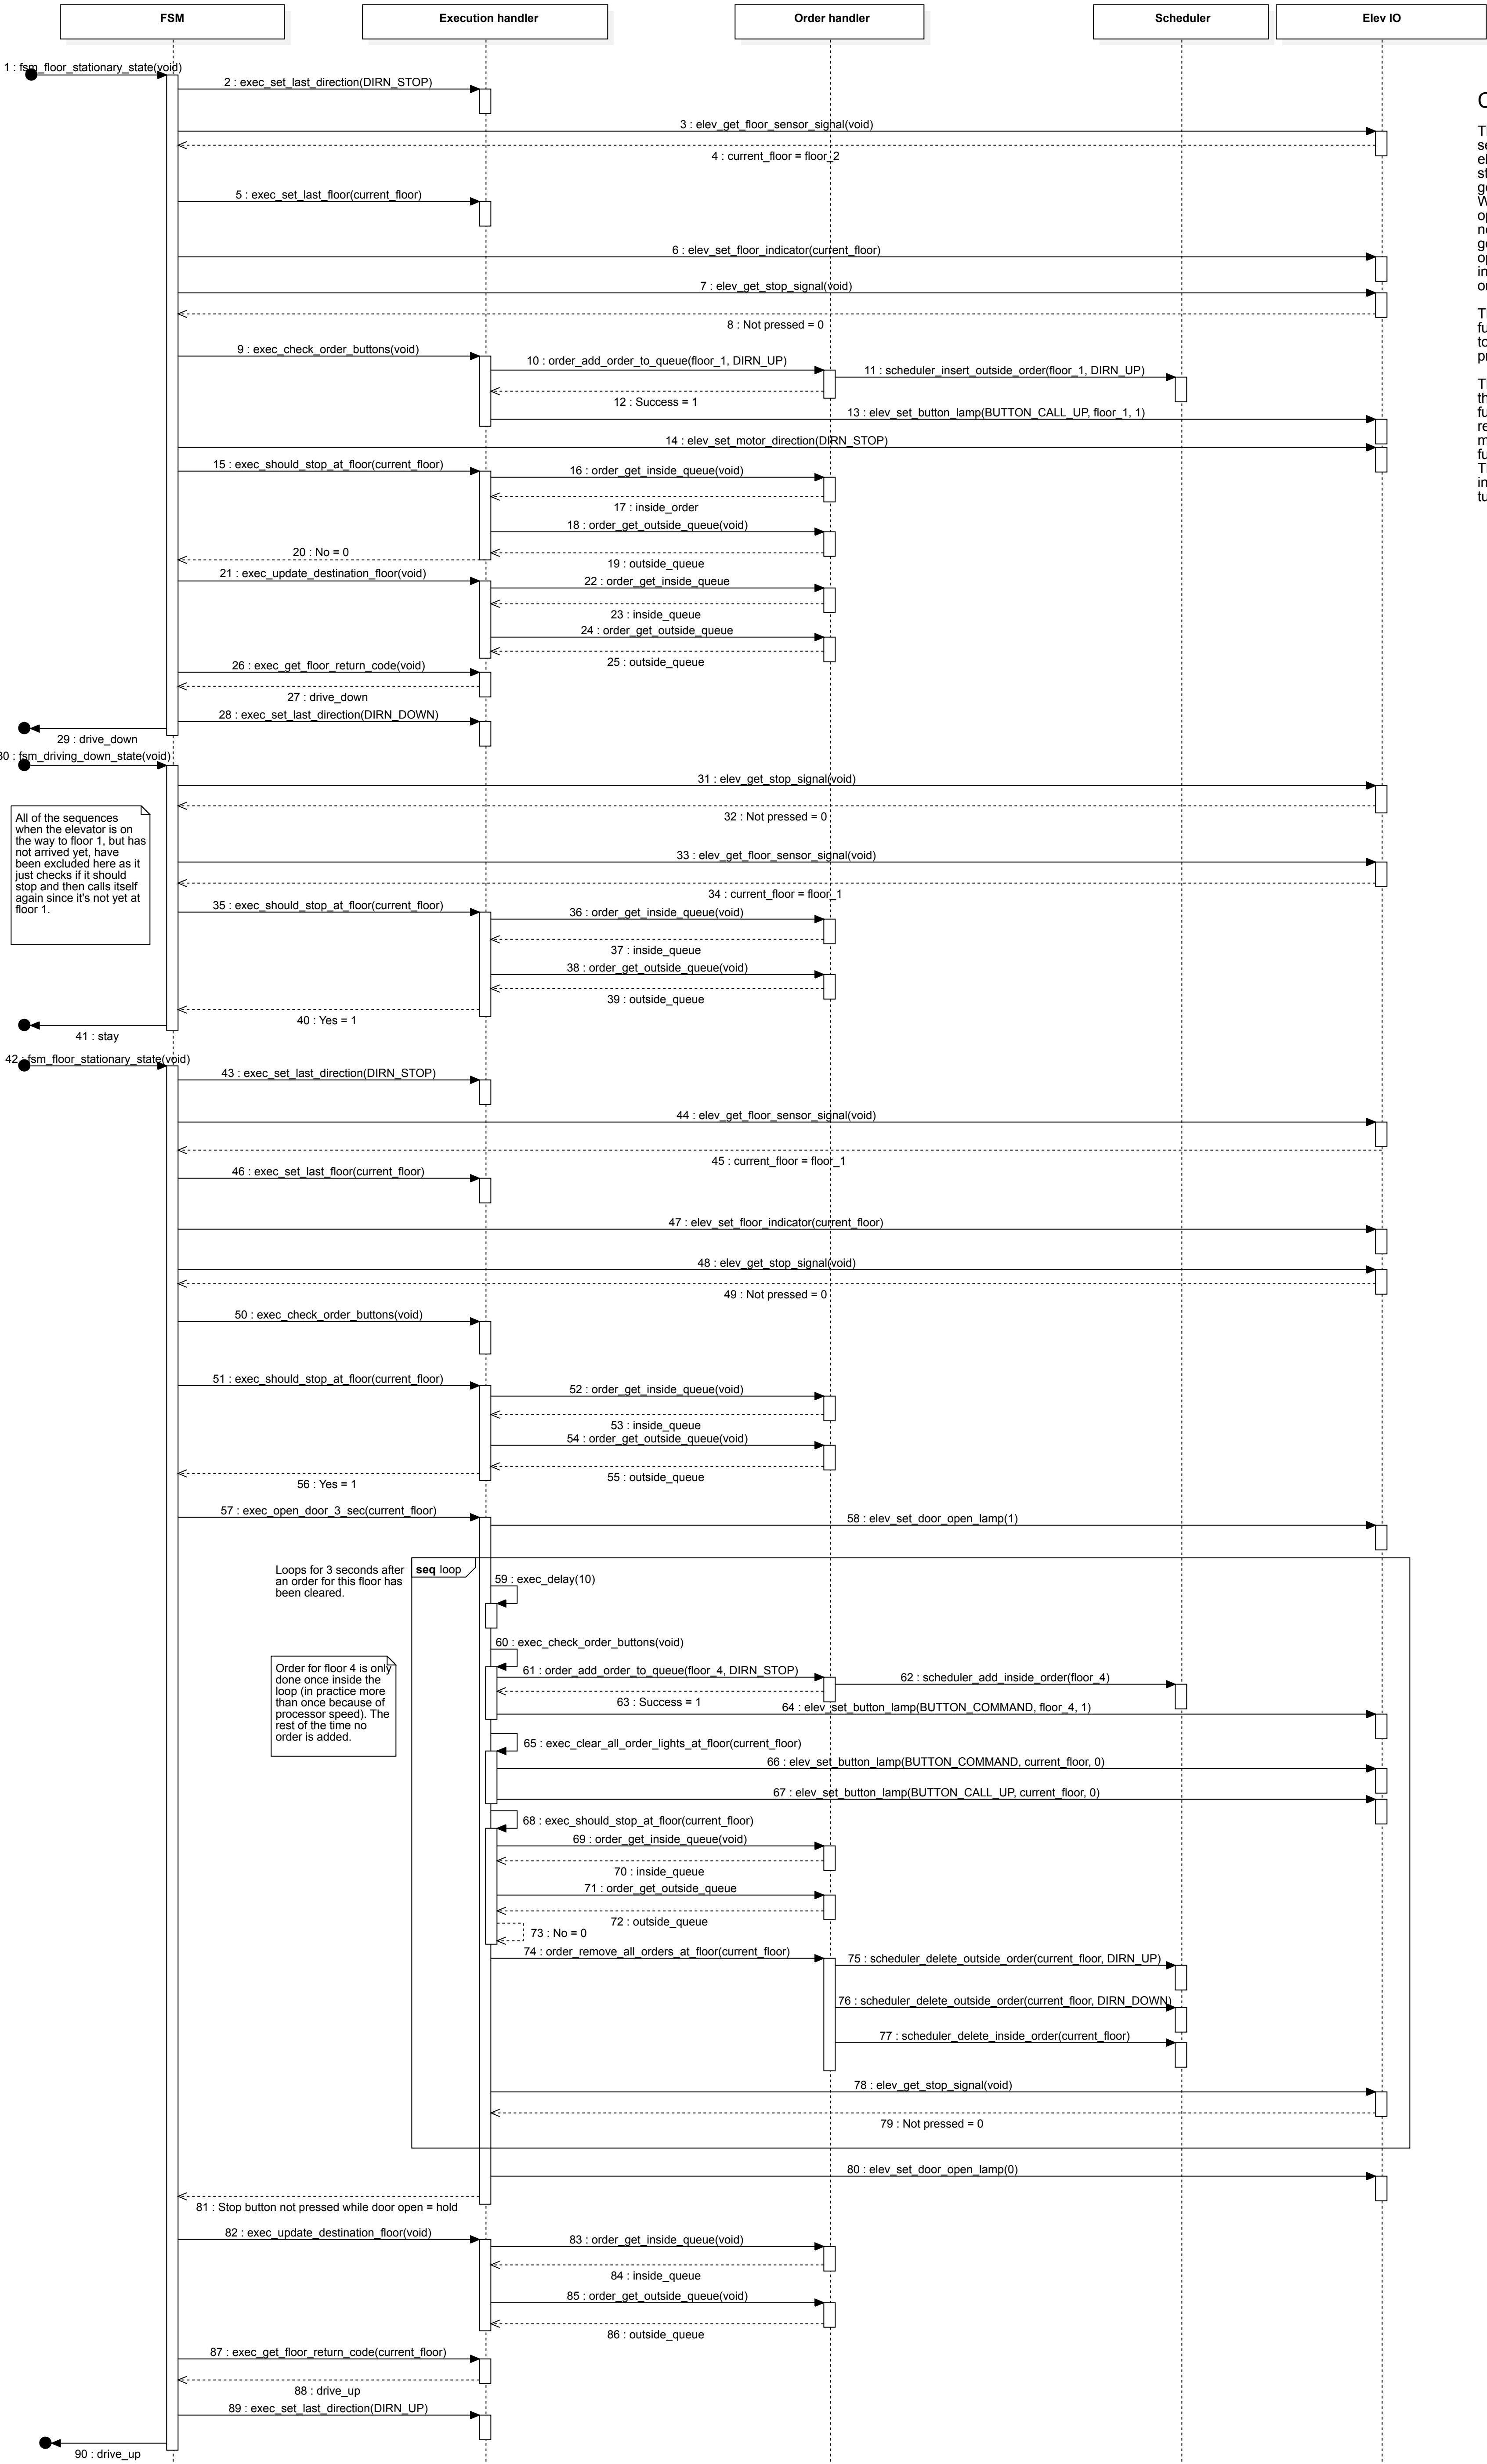 FSM
Execution handler
Order handler
Scheduler
Elev IO
1 : fsm_floor_stationary_state(void)
2 : exec_set_last_direction(DIRN_STOP)
3 : elev_get_floor_sensor_signal(void)
4 : current_floor = floor_2
5 : exec_set_last_floor(current_floor)
6 : elev_set_floor_indicator(current_floor)
7 : elev_get_stop_signal(void)
8 : Not pressed = 0
9 : exec_check_order_buttons(void)
10 : order_add_order_to_queue(floor_1, DIRN_UP)
11 : scheduler_insert_outside_order(floor_1, DIRN_UP)
12 : Success = 1
13 : elev_set_button_lamp(BUTTON_CALL_UP, floor_1, 1)
14 : elev_set_motor_direction(DIRN_STOP)
15 : exec_should_stop_at_floor(current_floor)
16 : order_get_inside_queue(void)
17 : inside_order
18 : order_get_outside_queue(void)
19 : outside_queue
20 : No = 0
21 : exec_update_destination_floor(void)
22 : order_get_inside_queue
23 : inside_queue
24 : order_get_outside_queue
25 : outside_queue
26 : exec_get_floor_return_code(void)
27 : drive_down
28 : exec_set_last_direction(DIRN_DOWN)
29 : drive_down
30 : fsm_driving_down_state(void)
31 : elev_get_stop_signal(void)
32 : Not pressed = 0
All of the sequences
when the elevator is on
the way to floor 1, but has
not arrived yet, have
been excluded here as it
just checks if it should
stop and then calls itself
again since it's not yet at
floor 1.
33 : elev_get_floor_sensor_signal(void)
34 : current_floor = floor_1
35 : exec_should_stop_at_floor(current_floor)
36 : order_get_inside_queue(void)
37 : inside_queue
38 : order_get_outside_queue(void)
39 : outside_queue
40 : Yes = 1
41 : stay
42 : fsm_floor_stationary_state(void)
43 : exec_set_last_direction(DIRN_STOP)
44 : elev_get_floor_sensor_signal(void)
45 : current_floor = floor_1
46 : exec_set_last_floor(current_floor)
47 : elev_set_floor_indicator(current_floor)
48 : elev_get_stop_signal(void)
49 : Not pressed = 0
50 : exec_check_order_buttons(void)
51 : exec_should_stop_at_floor(current_floor)
52 : order_get_inside_queue(void)
53 : inside_queue
54 : order_get_outside_queue(void)
55 : outside_queue
56 : Yes = 1
57 : exec_open_door_3_sec(current_floor)
58 : elev_set_door_open_lamp(1)
Loops for 3 seconds after
an order for this floor has
been cleared.
seq loop
59 : exec_delay(10)
60 : exec_check_order_buttons(void)
Order for floor 4 is only
done once inside the
loop (in practice more
than once because of
processor speed). The
rest of the time no
order is added.
61 : order_add_order_to_queue(floor_4, DIRN_STOP)
62 : scheduler_add_inside_order(floor_4)
63 : Success = 1
64 : elev_set_button_lamp(BUTTON_COMMAND, floor_4, 1)
65 : exec_clear_all_order_lights_at_floor(current_floor)
66 : elev_set_button_lamp(BUTTON_COMMAND, current_floor, 0)
67 : elev_set_button_lamp(BUTTON_CALL_UP, current_floor, 0)
68 : exec_should_stop_at_floor(current_floor)
69 : order_get_inside_queue(void)
70 : inside_queue
71 : order_get_outside_queue
72 : outside_queue
73 : No = 0
74 : order_remove_all_orders_at_floor(current_floor)
75 : scheduler_delete_outside_order(current_floor, DIRN_UP)
76 : scheduler_delete_outside_order(current_floor, DIRN_DOWN)
77 : scheduler_delete_inside_order(current_floor)
78 : elev_get_stop_signal(void)
79 : Not pressed = 0
80 : elev_set_door_open_lamp(0)
81 : Stop button not pressed while door open = hold
82 : exec_update_destination_floor(void)
83 : order_get_inside_queue(void)
84 : inside_queue
85 : order_get_outside_queue(void)
86 : outside_queue
87 : exec_get_floor_return_code(current_floor)
88 : drive_up
89 : exec_set_last_direction(DIRN_UP)
90 : drive_up